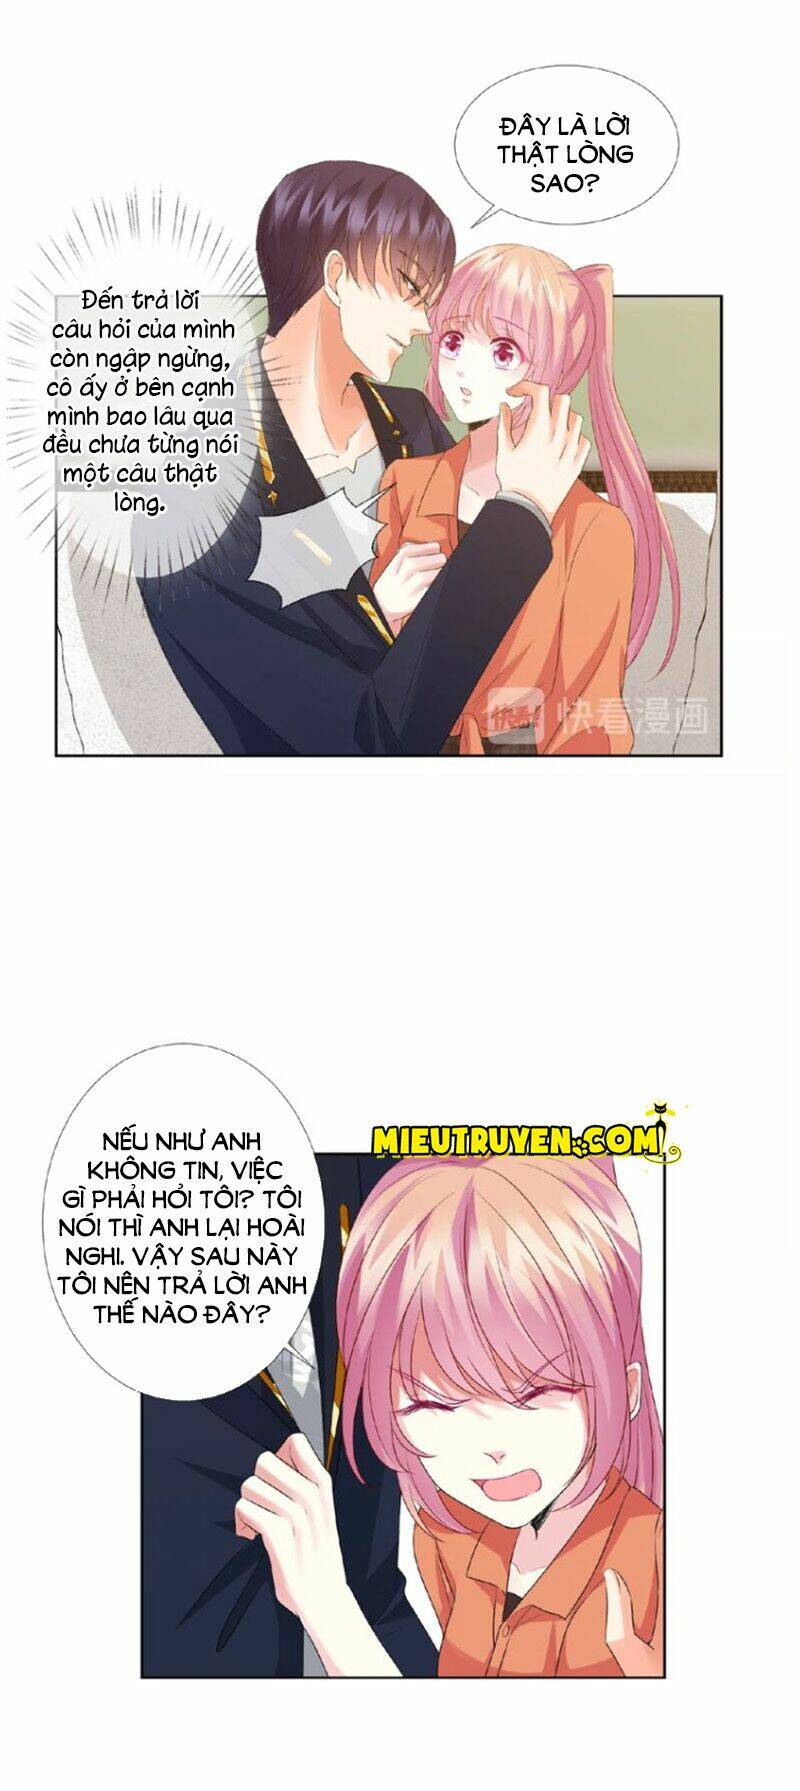 ĐÂY LÀ LỜI
THẬT LÒNG
SAO?
Đến trả lời
câu hỏi của mình
còn ngập ngừng,
cô ấy ở bên cạnh
mình bao lâu qua
đều chưa từng nói
một câu thật
lòng.
快看漫画
MIEUTRUYEN.COM
NẾU NHƯ ANH
KHÔNG TIN, VIỆC
GÌ PHẢI HỎI TÔI? TÔI
NÓI THÌ ANH LẠI HOÀI
NGHI. VẬY SAU NÀY
TÔI NÊN TRẢ LỜI ANH
THẾ NÀO ĐÂY?